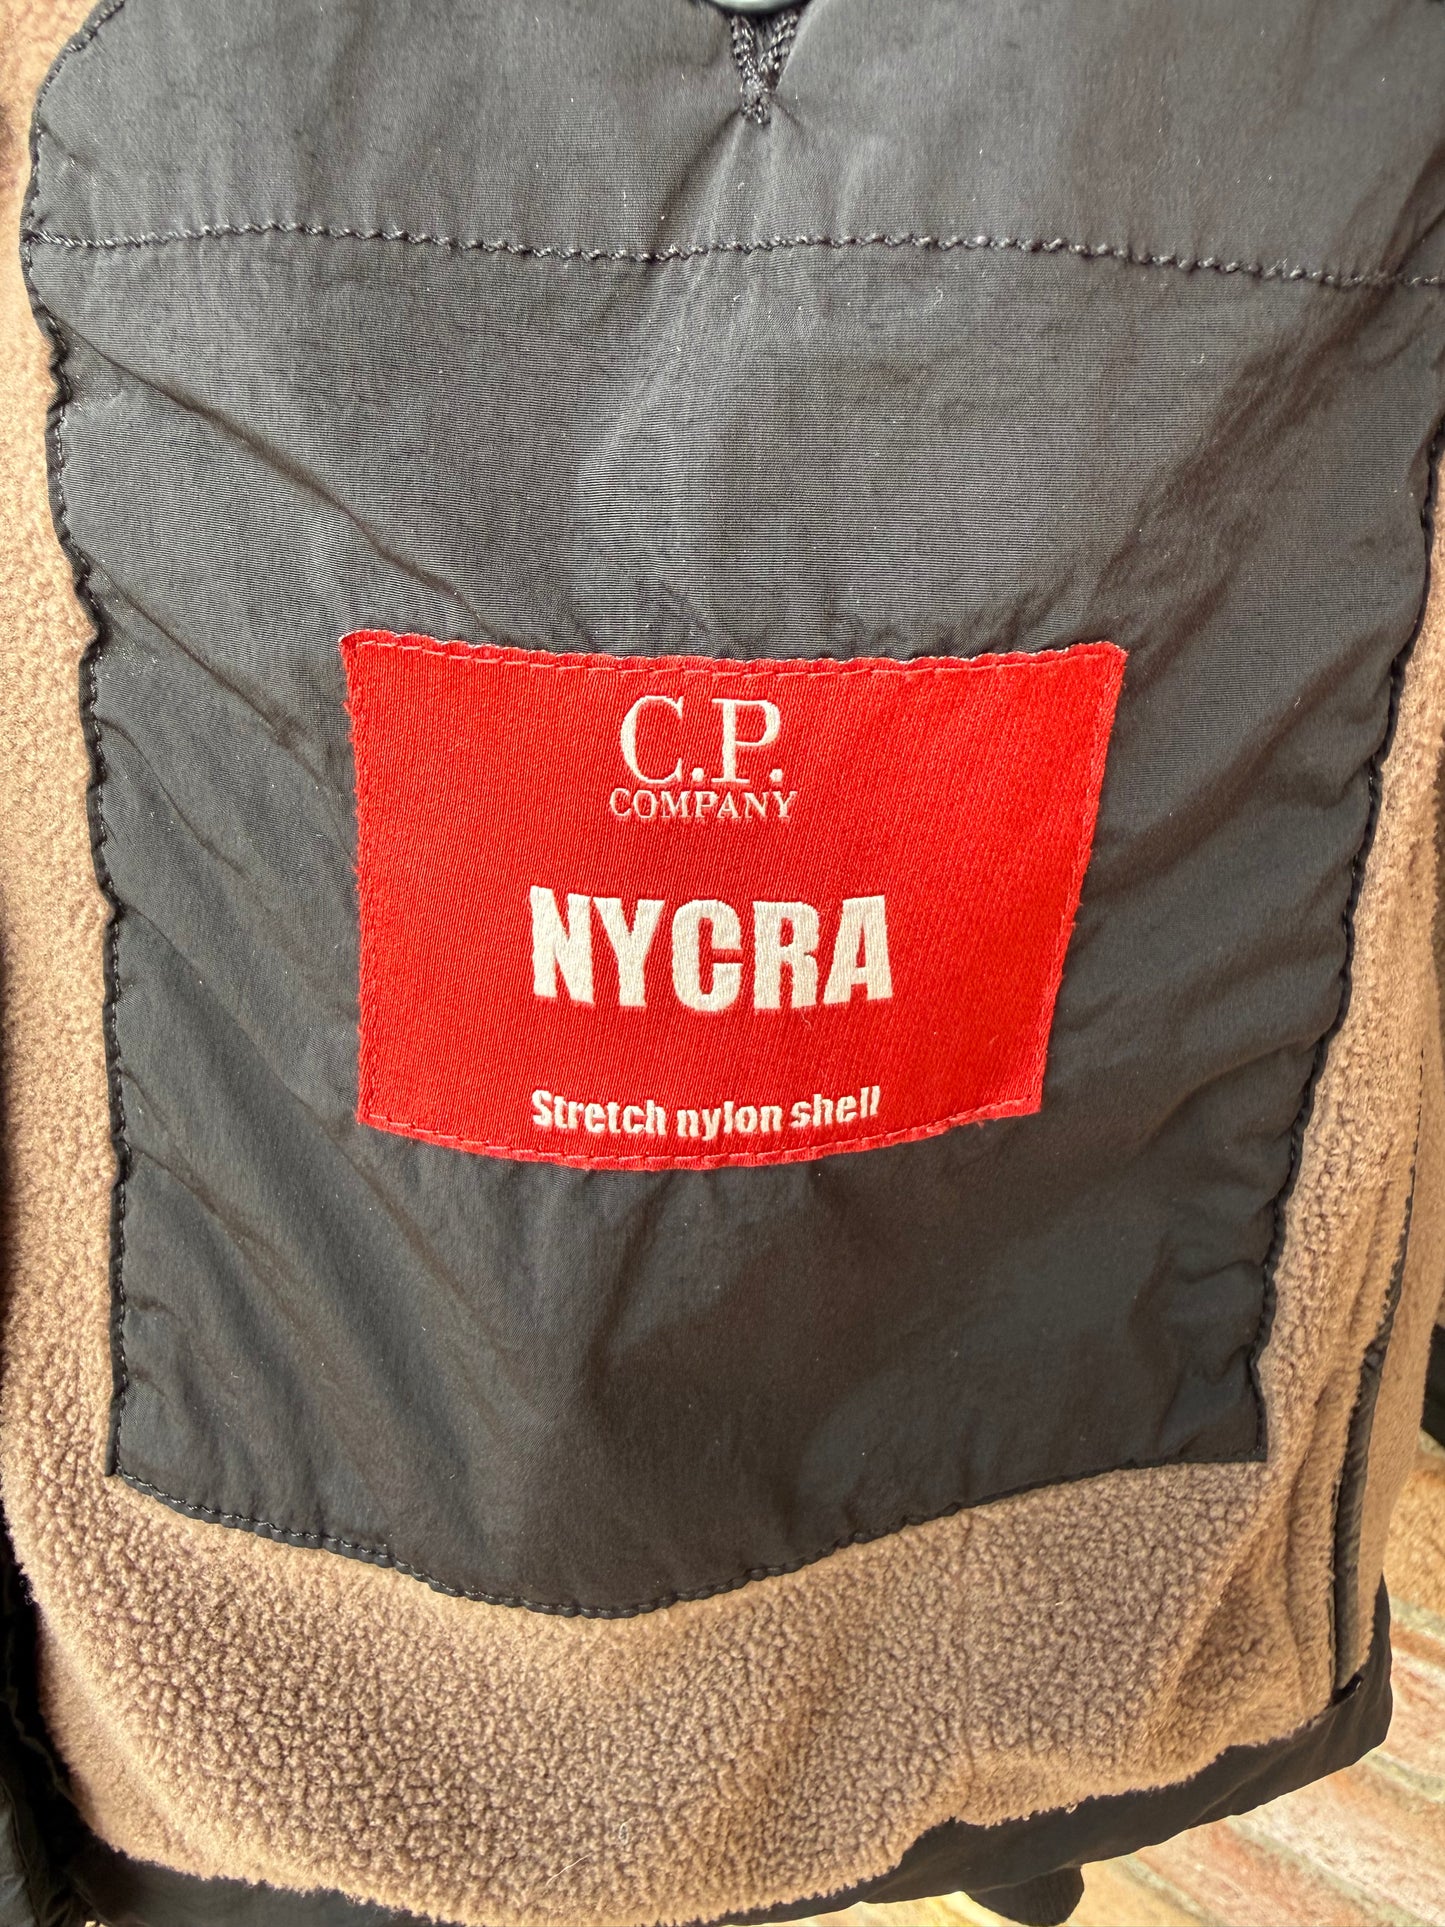 C.P.
COMPANY
NYCRA
Stretch nylon shell